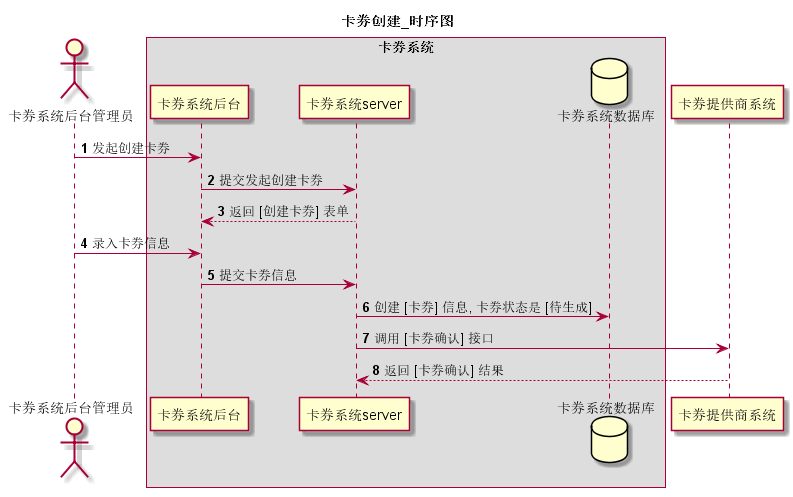 卡券创建_时序图
卡券系统
卡券系统后台管理员
卡券系统后台
卡券系统server
卡券系统数据库
卡券提供商系统
1 发起创建卡券
2 提交发起创建卡券
3 返回 [创建卡券] 表单
4 录入卡券信息
5 提交卡券信息
6 创建 [卡券] 信息, 卡券状态是 [待生成]
7 调用 [卡券确认] 接口
8 返回 [卡券确认] 结果
卡券系统后台管理员
卡券系统后台
卡券系统server
卡券系统数据库
卡券提供商系统